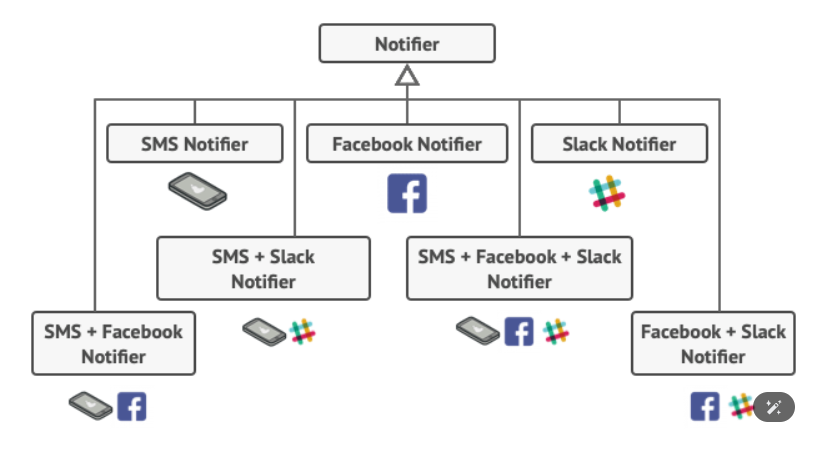 Notifier
SMS Notifier
Facebook Notifier
Slack Notifier
SMS + Slack
Notifier
SMS + Facebook + Slack
Notifier
SMS + Facebook
Notifier
Facebook + Slack
Notifier